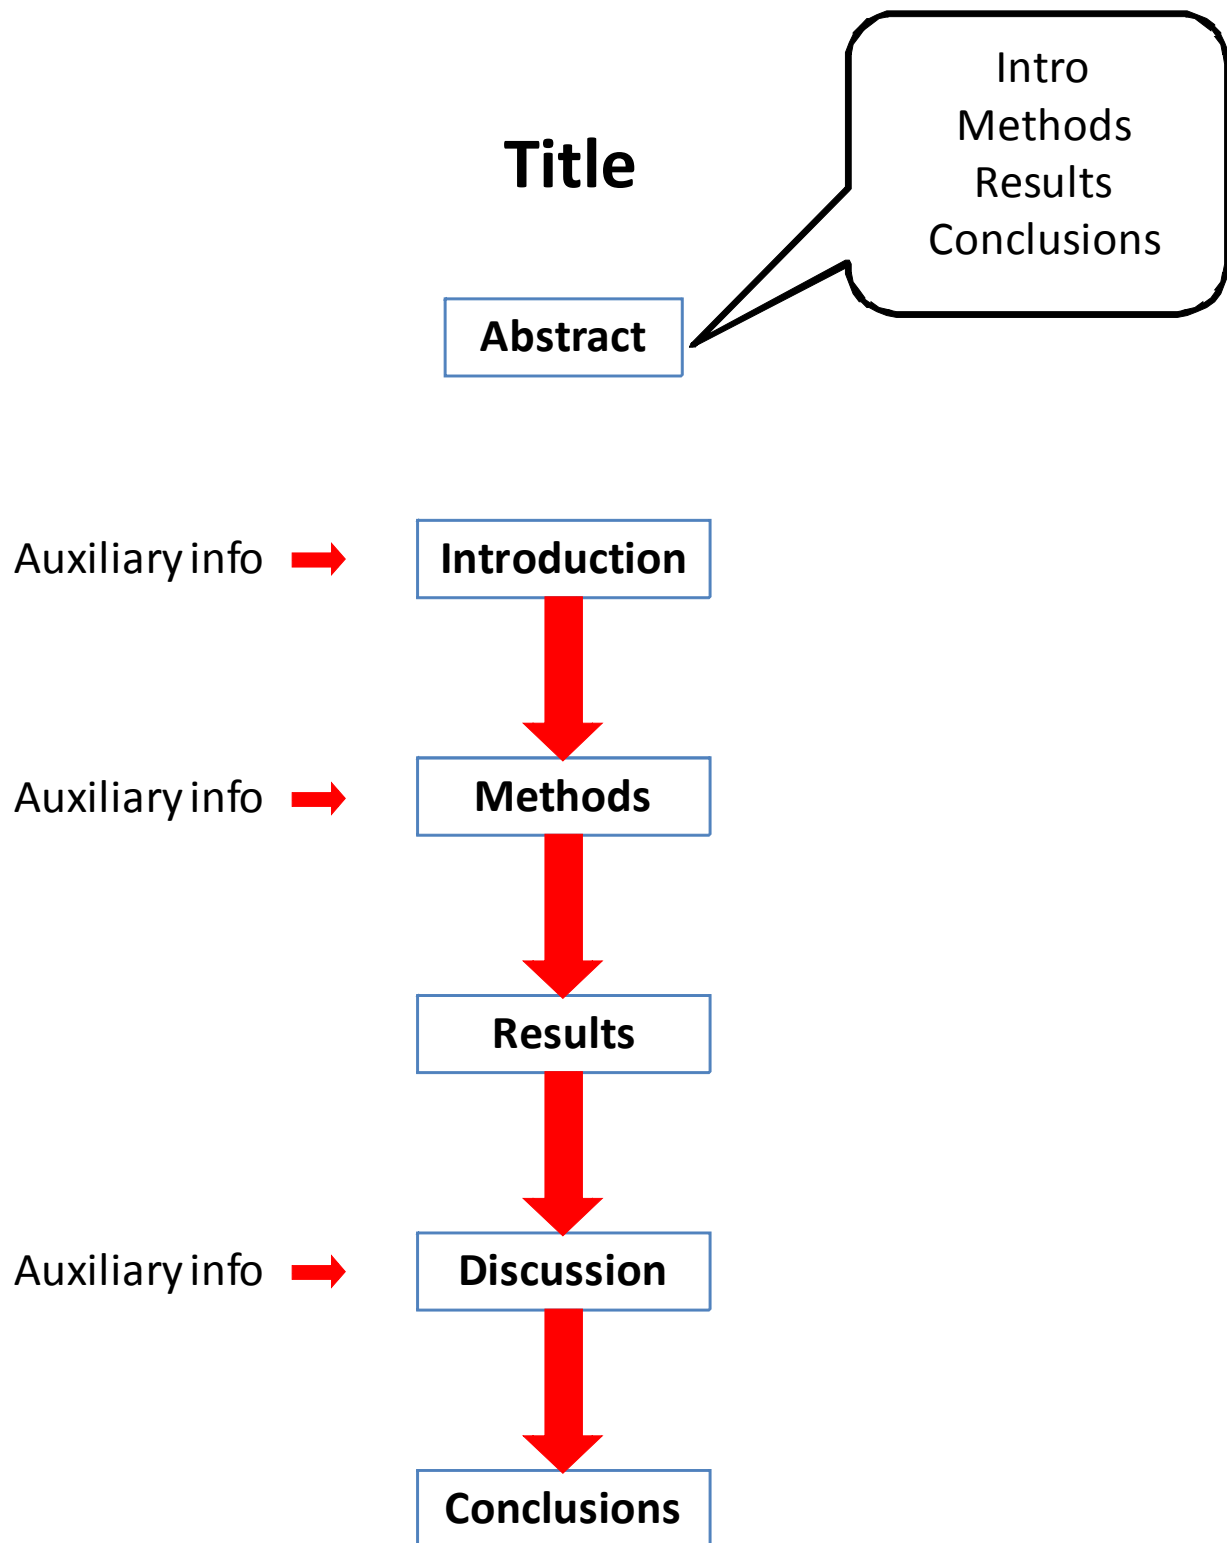 Intro
Methods
Results
Conclusions
Title
Abstract
Auxiliary info
Introduction
Auxiliary info
Methods
Results
Auxiliary info
Discussion
Conclusions